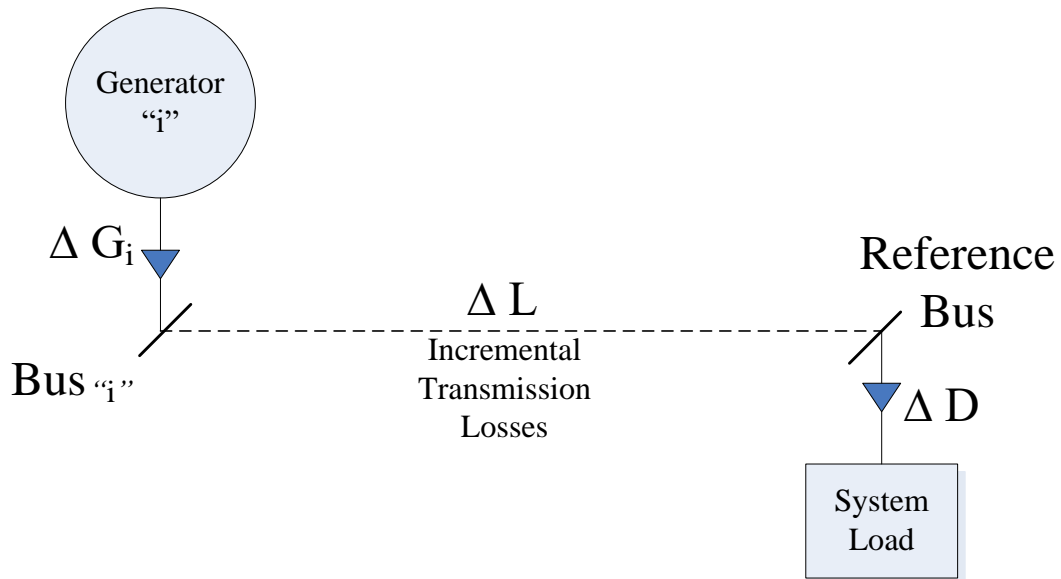 Generator
“i”
Δ Gi
Reference
Bus
Δ L
Incremental
Transmission
Losses
Bus “i”
Δ D
System
Load